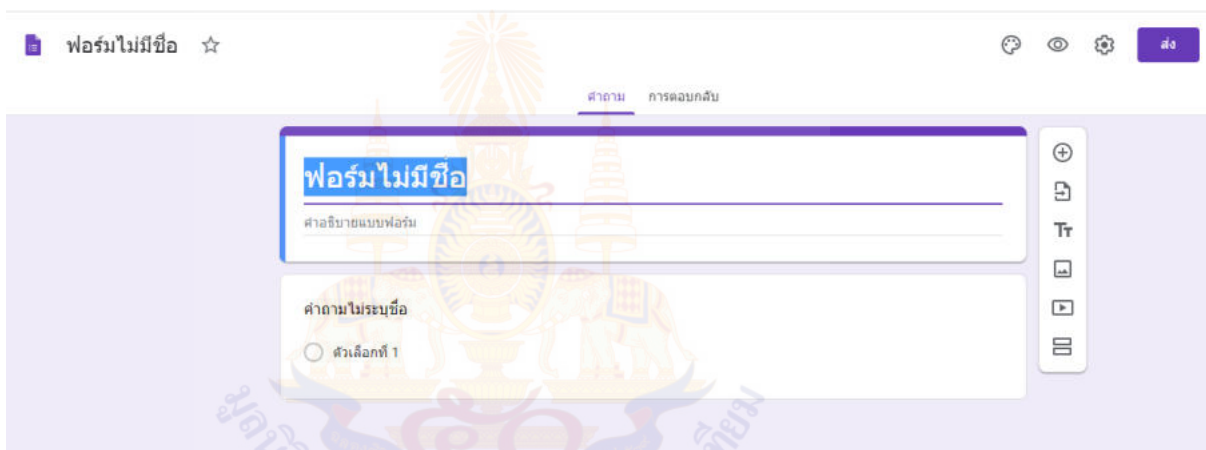 ฟอร์มไม่มีชื่อ
ส่ง
คำถาม การตอบกลับ
ฟอร์มไม่มีชื่อ
คำอธิบายแบบฟอร์ม
Tт
คำถามไม่ระบุชื่อ
ตัวเลือกที่ 1